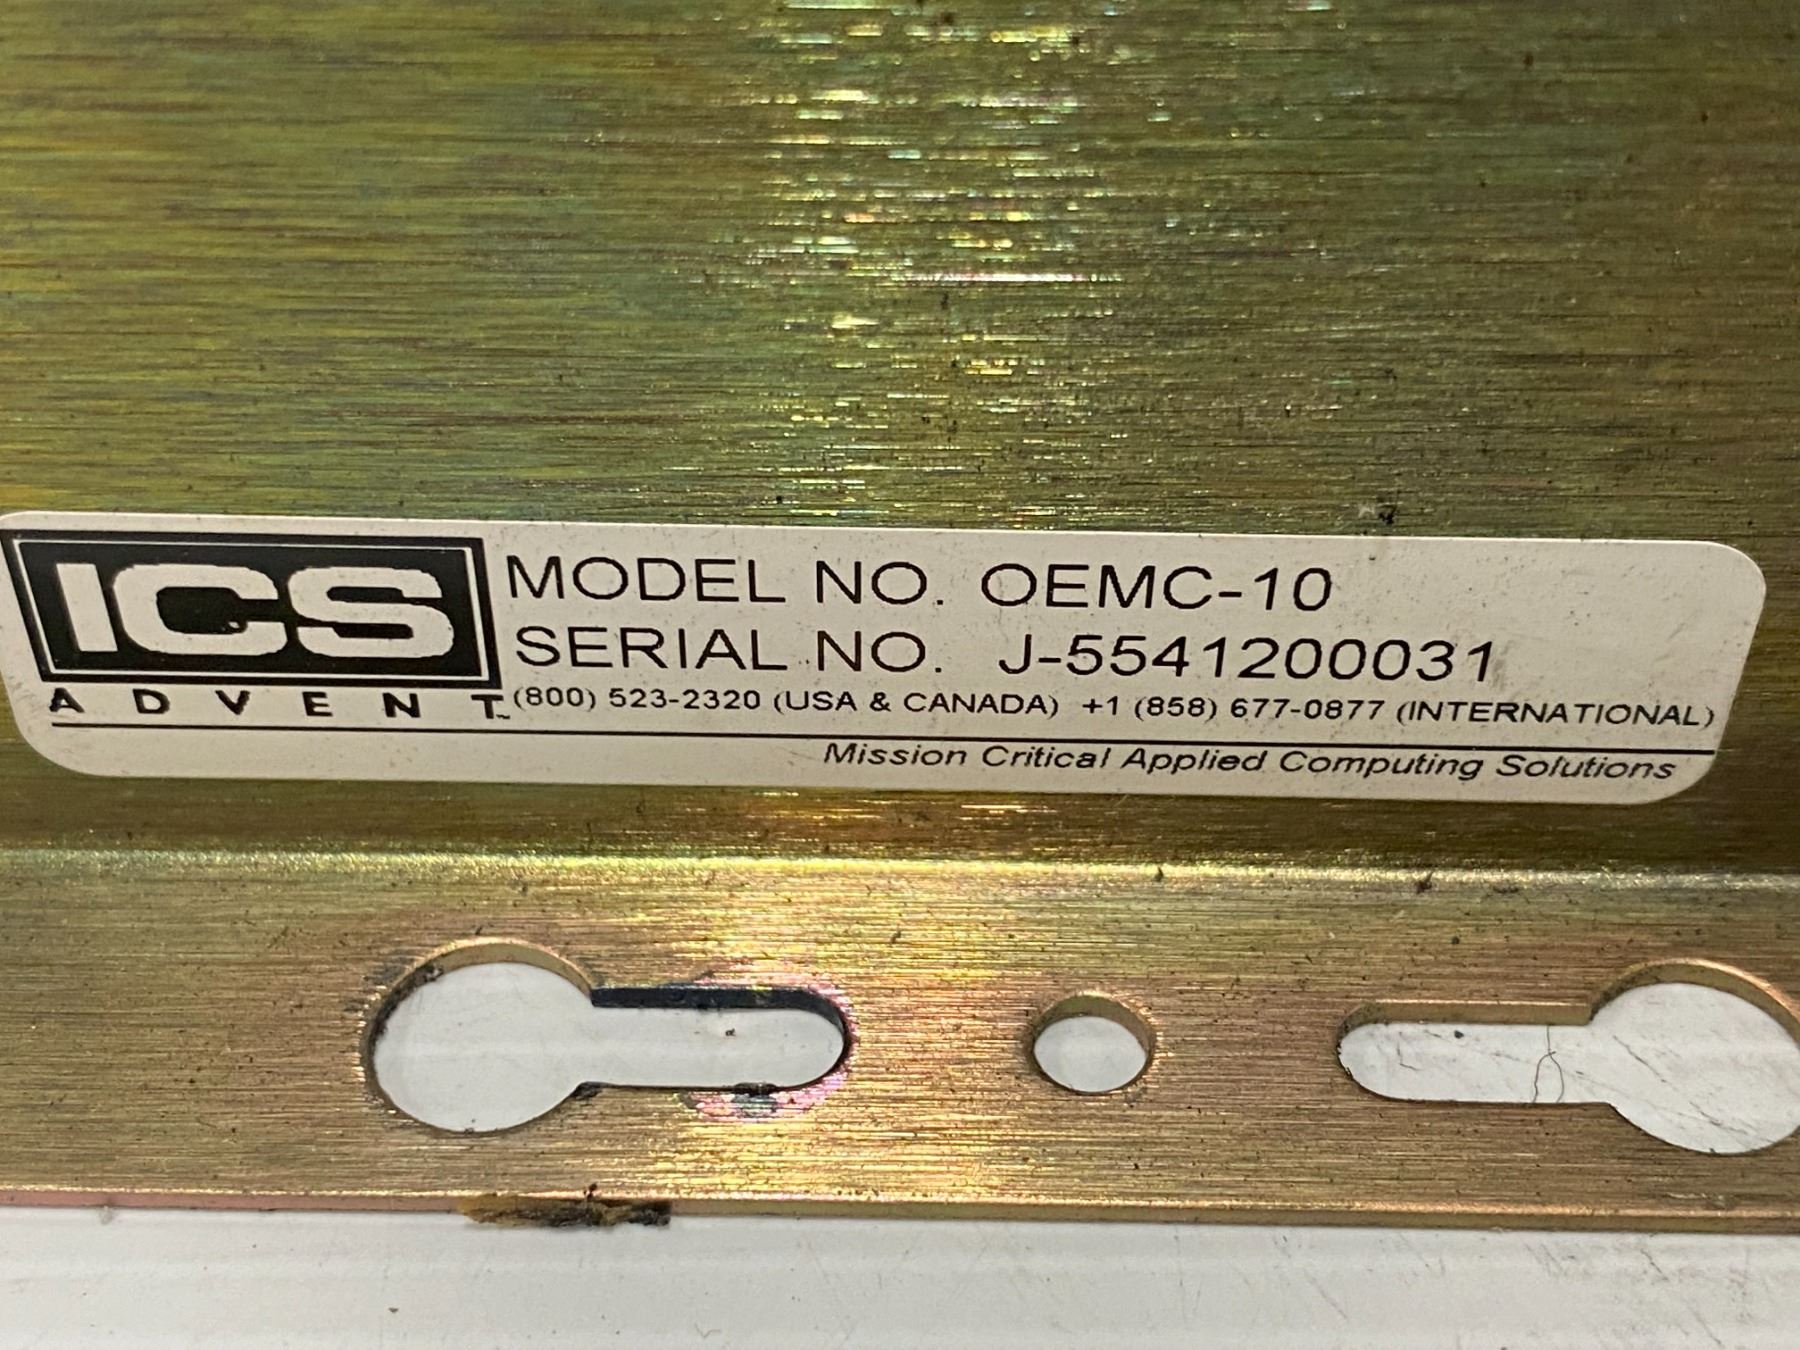 ICS
ADVENT™
MODEL NO. OEMC-10
SERIAL NO. J-5541200031
(800) 523-2320 (USA & CANADA) +1 (858) 677-0877 (INTERNATIONAL)
Mission Critical Applied Computing Solutions